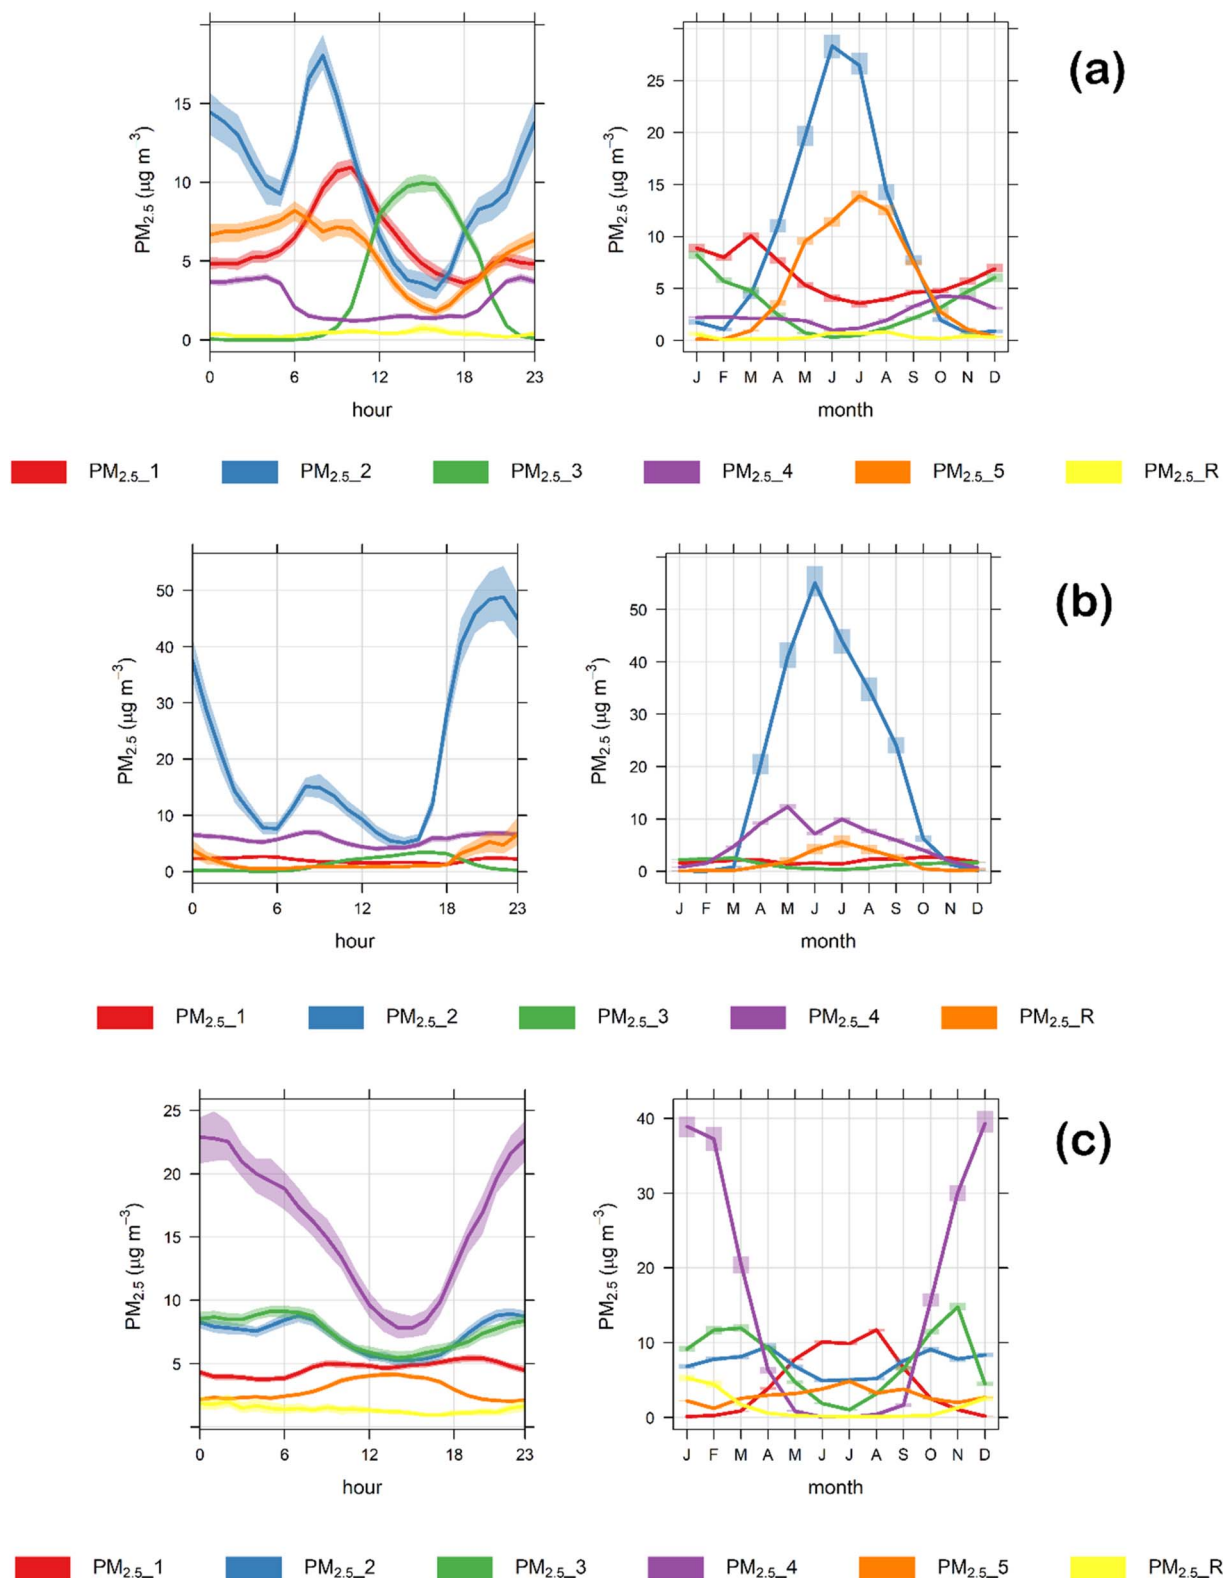 (a)
PM2.5 (μg m−3)
0
5
10
15
0 6 12 18 23
hour
PM2.5 (μg m−3)
0
5
10
15
20
25
J F M A M J J A S O N D
month
PM2.5_1 PM2.5_2 PM2.5_3 PM2.5_4 PM2.5_5 PM2.5_R
(b)
PM2.5 (μg m−3)
0
10
20
30
40
50
0 6 12 18 23
hour
PM2.5 (μg m−3)
0
10
20
30
40
50
J F M A M J J A S O N D
month
PM2.5_1 PM2.5_2 PM2.5_3 PM2.5_4 PM2.5_R
(c)
PM2.5 (μg m−3)
5
10
15
20
25
0 6 12 18 23
hour
PM2.5 (μg m−3)
0
10
20
30
40
J F M A M J J A S O N D
month
PM2.5_1 PM2.5_2 PM2.5_3 PM2.5_4 PM2.5_5 PM2.5_R